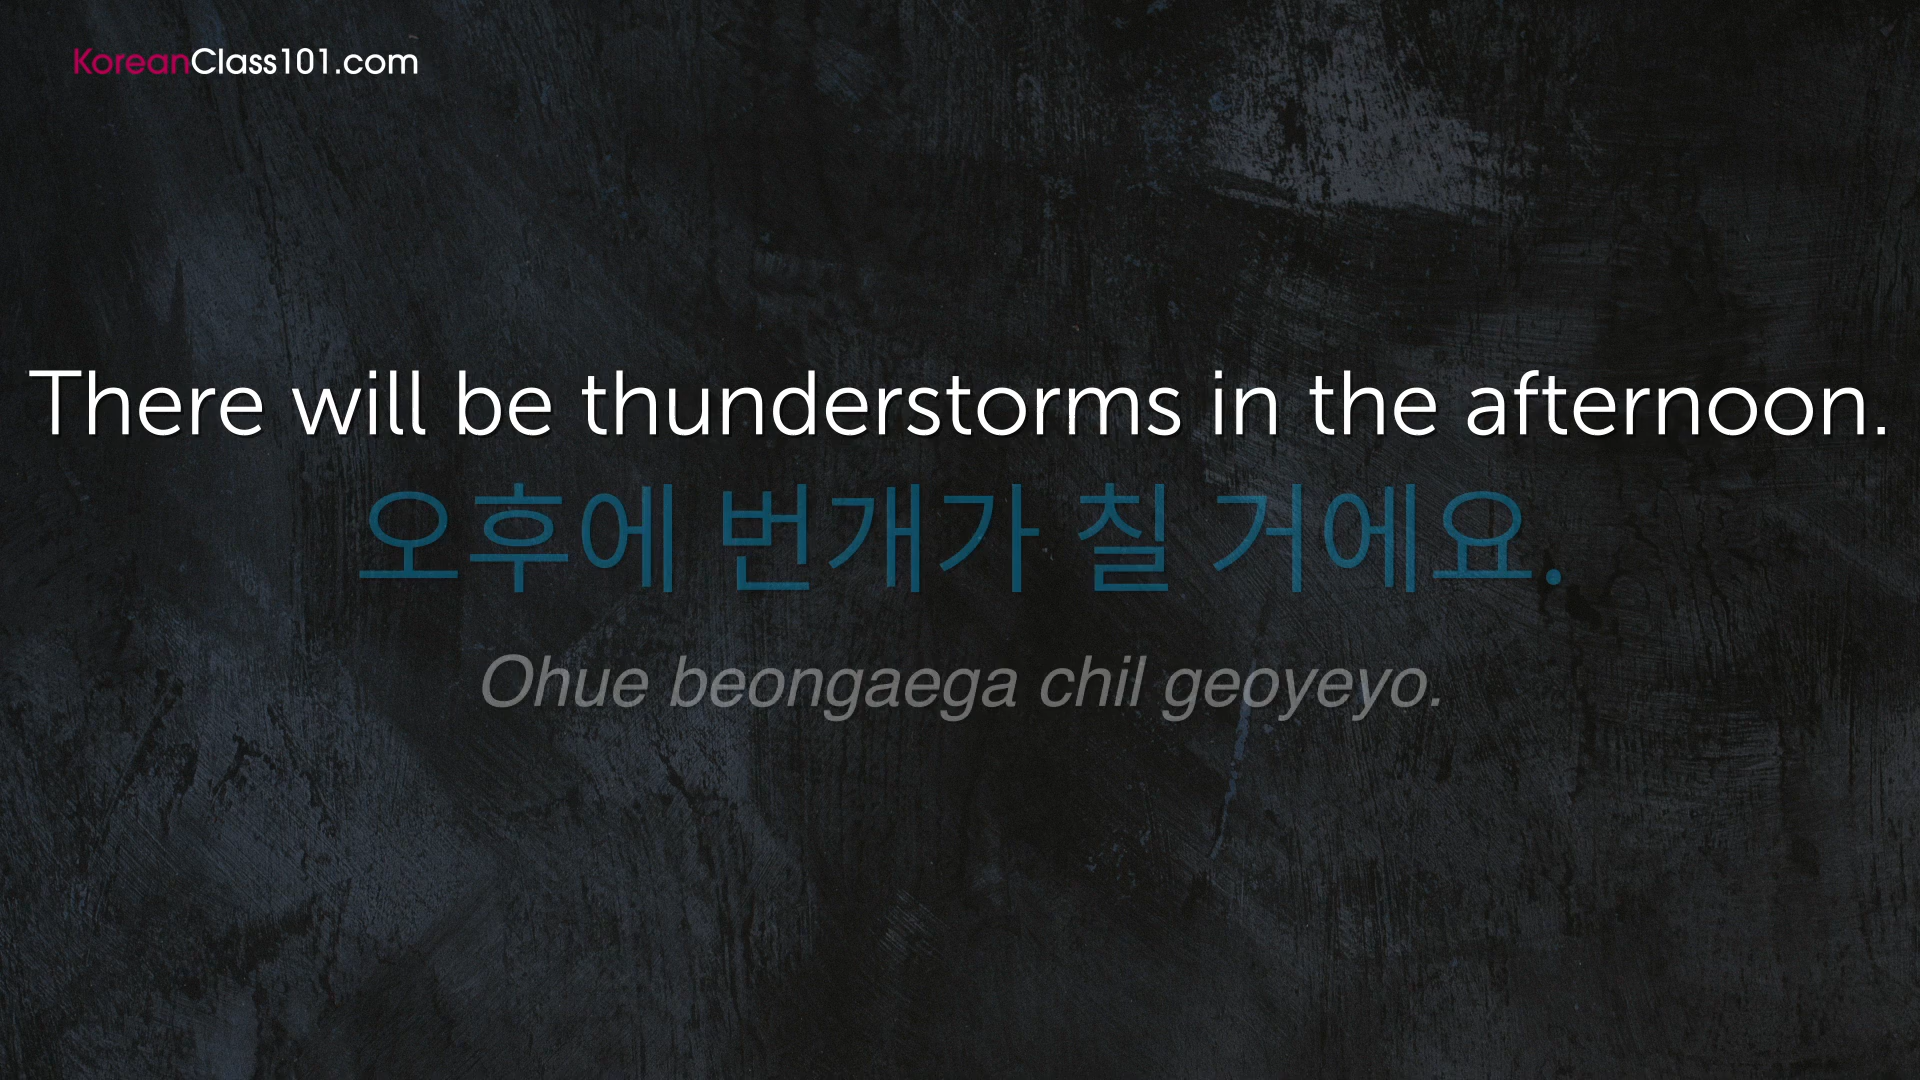 KoreanClass101.com
There will be thunderstorms in the afternoon.
오후에 번개가 칠 거에요.
Ohue beongaega chil geoyeyo.